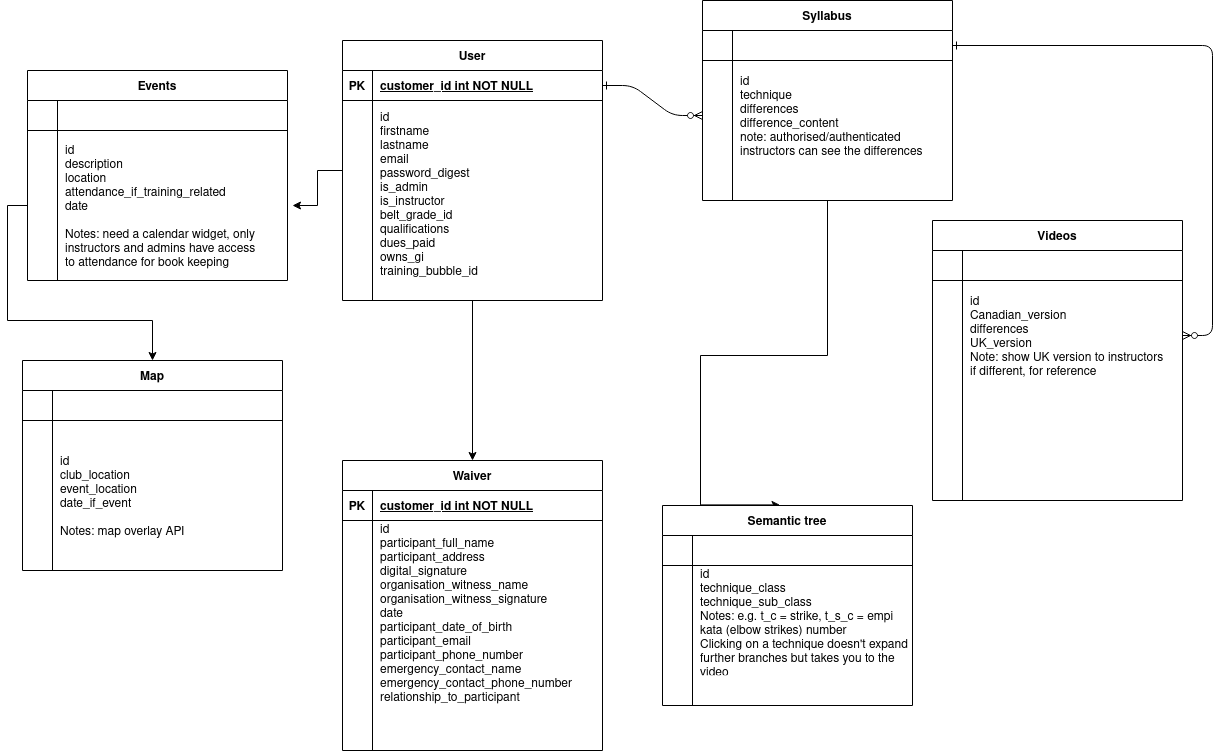 Syllabus
id
technique
differences
difference_content
note: authorised/authenticated
instructors can see the differences
User
PK
customer_id int NOT NULL
id
firstname
lastname
email
password_digest
is_admin
is_instructor
belt_grade_id
qualifications
dues_paid
owns_gi
training_bubble_id
Events
id
description
location
attendance_if_training_related
date
Notes: need a calendar widget, only
instructors and admins have access
to attendance for book keeping
Videos
id
Canadian_version
differences
UK_version
Note: show UK version to instructors
if different, for reference
Map
id
club_location
event_location
date_if_event
Notes: map overlay API
Waiver
PK
customer_id int NOT NULL
id
participant_full_name
participant_address
digital_signature
organisation_witness_name
organisation_witness_signature
date
participant_date_of_birth
participant_email
participant_phone_number
emergency_contact_name
emergency_contact_phone_number
relationship_to_participant
Semantic tree
id
technique_class
technique_sub_class
Notes: e.g. t_c = strike, t_s_c = empi
kata (elbow strikes) number
Clicking on a technique doesn't expand
further branches but takes you to the
video